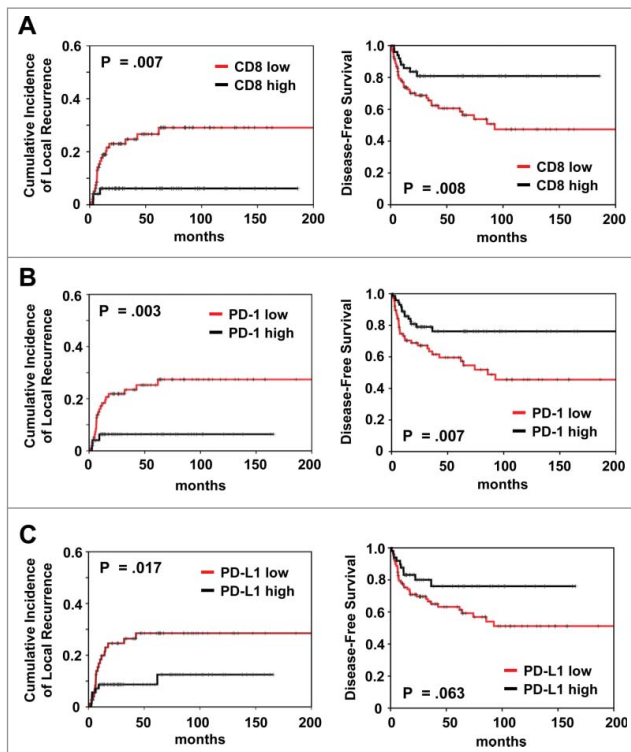 A
Cumulative Incidence
of Local Recurrence
0.6
0.3
0.2
0
P = .007
CD8 low
CD8 high
0 50 100 150 200
months
Disease-Free Survival
1.0
0.8
0.6
0.4
0.2
0
CD8 low
P = .008
CD8 high
0 50 100 150 200
months
B
Cumulative Incidence
of Local Recurrence
0.6
0.3
0.2
0
P = .003
PD-1 low
PD-1 high
0 50 100 150 200
months
Disease-Free Survival
1.0
0.8
0.6
0.4
0.2
0
PD-1 low
P = .007
PD-1 high
0 50 100 150 200
months
C
Cumulative Incidence
of Local Recurrence
0.6
0.4
0.2
0
P = .017
PD-L1 low
PD-L1 high
0 50 100 150 200
months
Disease-Free Survival
1.0
0.8
0.6
0.4
0.2
0
PD-L1 low
P = .063
PD-L1 high
0 50 100 150 200
months